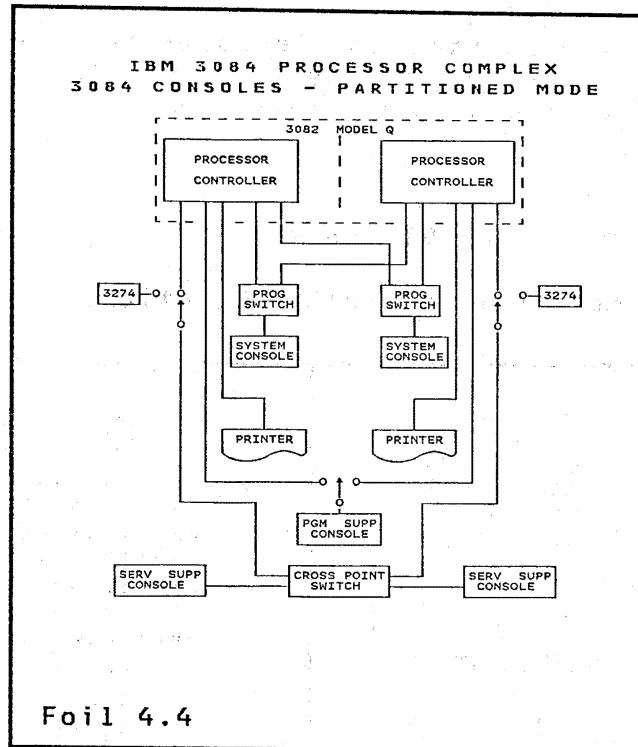 IBM 3084 PROCESSOR COMPLEX
3084 CONSOLES - PARTITIONED MODE
3082 MODEL Q
PROCESSOR
CONTROLLER
PROCESSOR
CONTROLLER
3274
PROG
SWITCH
PROG
SWITCH
3274
SYSTEM
CONSOLE
SYSTEM
CONSOLE
PRINTER
PRINTER
PGM SUPP
CONSOLE
SERV SUPP
CONSOLE
CROSS POINT
SWITCH
SERV SUPP
CONSOLE
Foil 4.4